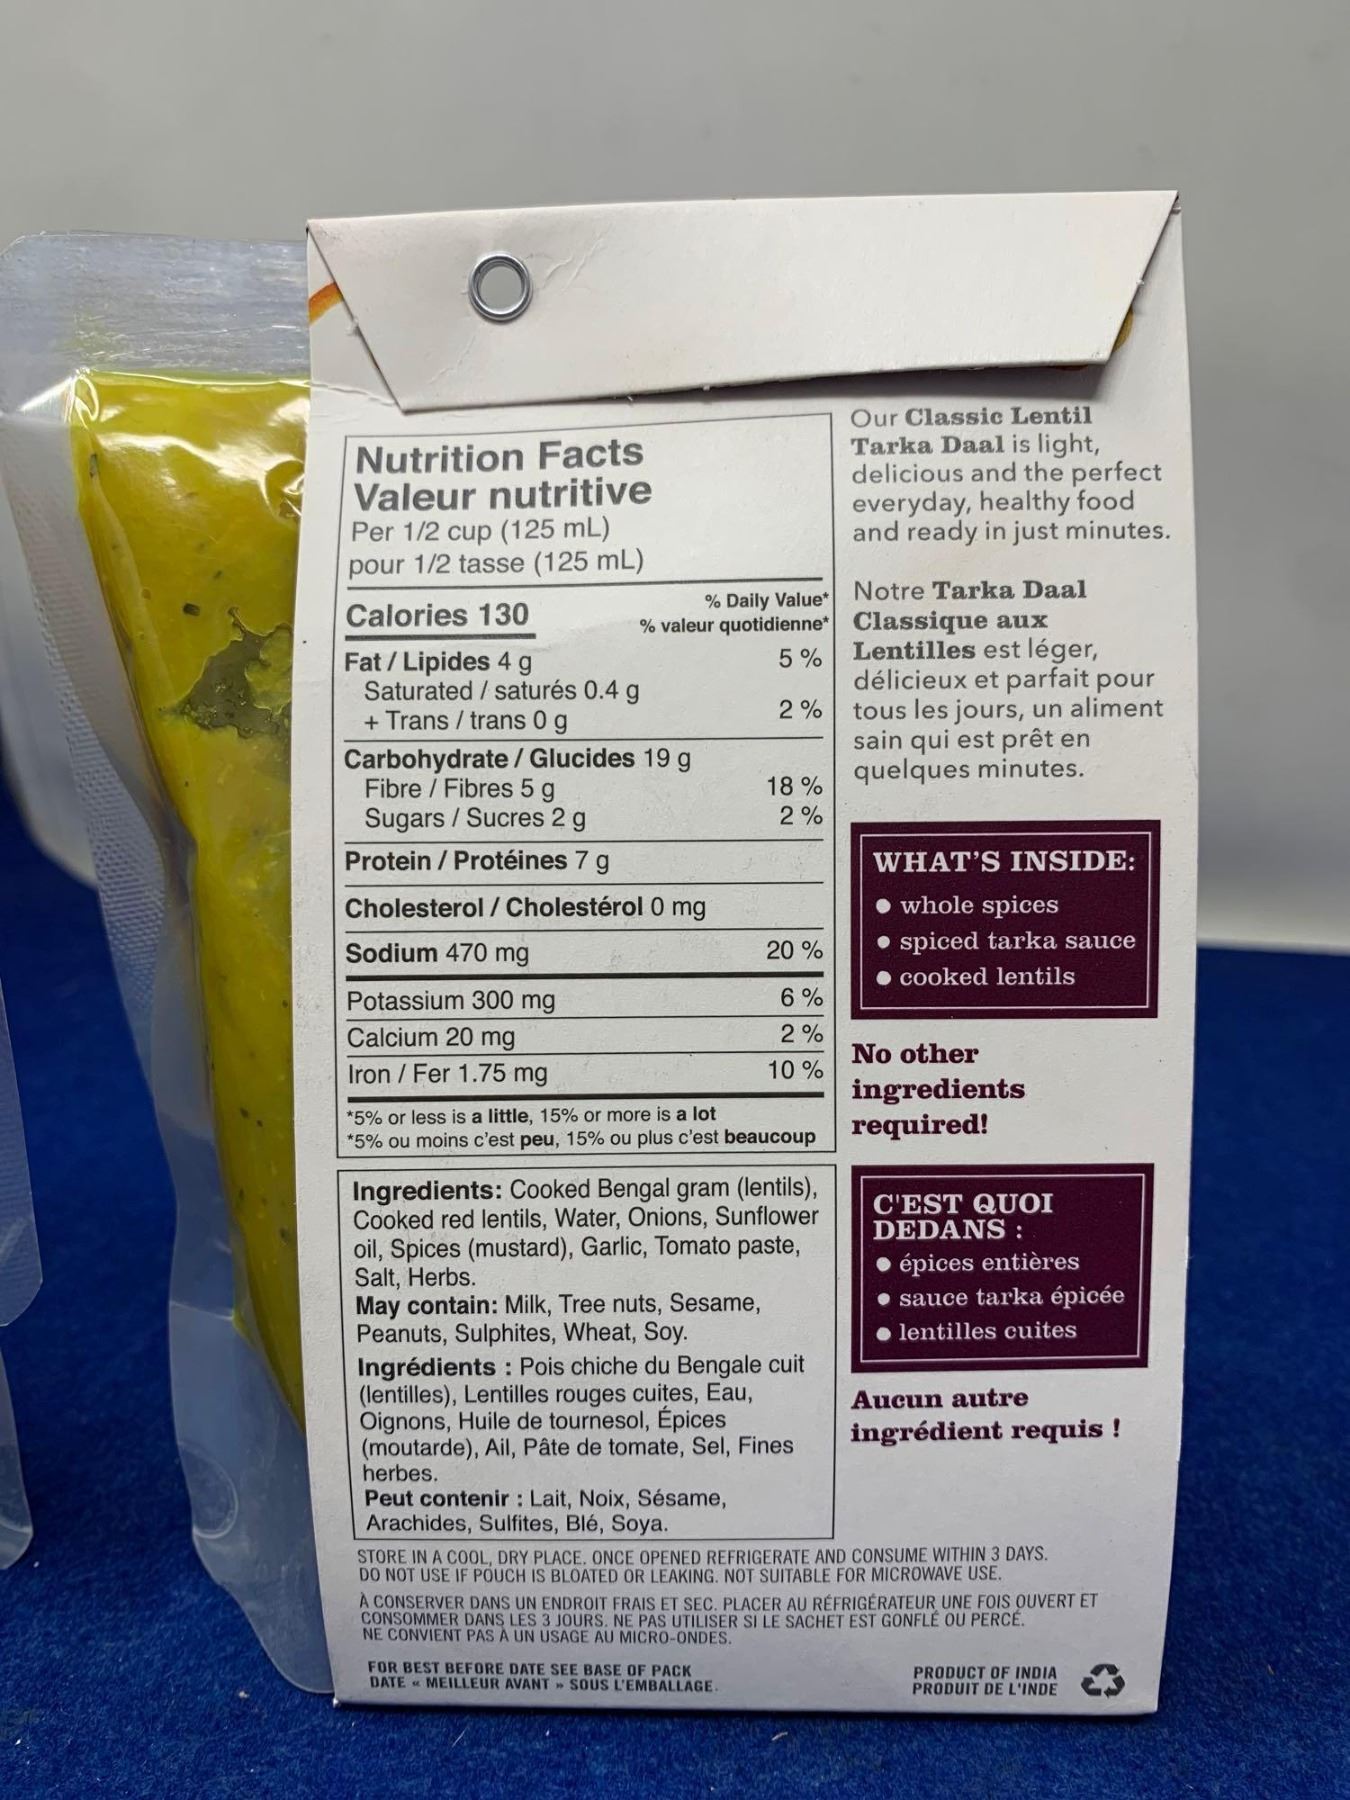 Nutrition Facts
Valeur nutritive
Per 1/2 cup (125 mL)
pour 1/2 tasse (125 mL)
Calories 130
% Daily Value*
% valeur quotidienne*
Fat / Lipides 4 g 5 %
Saturated / saturés 0.4 g
+ Trans / trans 0 g 2 %
Carbohydrate / Glucides 19 g
Fibre / Fibres 5 g 18 %
Sugars / Sucres 2 g 2 %
Protein / Protéines 7 g
Cholesterol / Cholestérol 0 mg
Sodium 470 mg 20 %
Potassium 300 mg 6 %
Calcium 20 mg 2 %
Iron / Fer 1.75 mg 10 %
*5% or less is a little, 15% or more is a lot
*5% ou moins c'est peu, 15% ou plus c'est beaucoup
Ingredients: Cooked Bengal gram (lentils),
Cooked red lentils, Water, Onions, Sunflower
oil, Spices (mustard), Garlic, Tomato paste,
Salt, Herbs.
May contain: Milk, Tree nuts, Sesame,
Peanuts, Sulphites, Wheat, Soy.
Ingrédients : Pois chiche du Bengale cuit
(lentilles), Lentilles rouges cuites, Eau,
Oignons, Huile de tournesol, Épices
(moutarde), Ail, Pâte de tomate, Sel, Fines
herbes.
Peut contenir : Lait, Noix, Sésame,
Arachides, Sulfites, Blé, Soya.
Our Classic Lentil
Tarka Daal is light,
delicious and the perfect
everyday, healthy food
and ready in just minutes.
Notre Tarka Daal
Classique aux
Lentilles est léger,
délicieux et parfait pour
tous les jours, un aliment
sain qui est prêt en
quelques minutes.
WHAT'S INSIDE:
● whole spices
● spiced tarka sauce
● cooked lentils
No other
ingredients
required!
C'EST QUOI
DEDANS :
● épices entières
● sauce tarka épicée
● lentilles cuites
Aucun autre
ingrédient requis !
STORE IN A COOL, DRY PLACE. ONCE OPENED REFRIGERATE AND CONSUME WITHIN 3 DAYS.
DO NOT USE IF POUCH IS BLOATED OR LEAKING. NOT SUITABLE FOR MICROWAVE USE.
À CONSERVER DANS UN ENDROIT FRAIS ET SEC. PLACER AU RÉFRIGÉRATEUR UNE FOIS OUVERT ET
CONSOMMER DANS LES 3 JOURS. NE PAS UTILISER SI LE SACHET EST GONFLÉ OU PERCÉ.
NE CONVIENT PAS À UN USAGE AU MICRO-ONDES.
FOR BEST BEFORE DATE SEE BASE OF PACK
DATE « MEILLEUR AVANT » SOUS L'EMBALLAGE.
PRODUCT OF INDIA
PRODUIT DE L'INDE